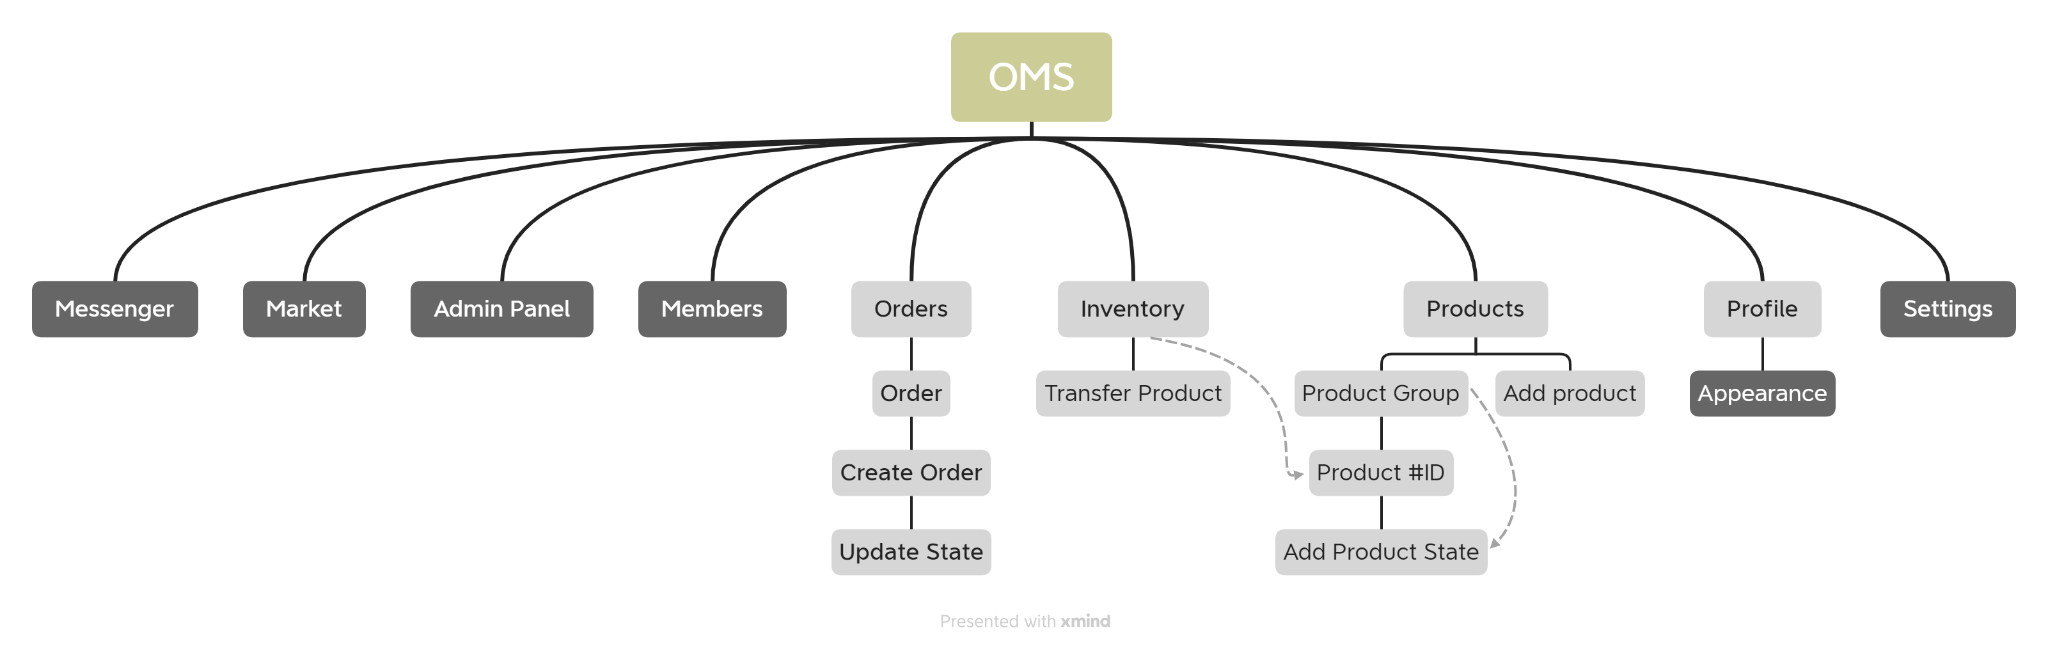 OMS
Messenger
Market
Admin Panel
Members
Orders
Inventory
Products
Profile
Settings
Order
Transfer Product
Product Group
Add product
Appearance
Create Order
Product #ID
Update State
Add Product State
Presented with xmind